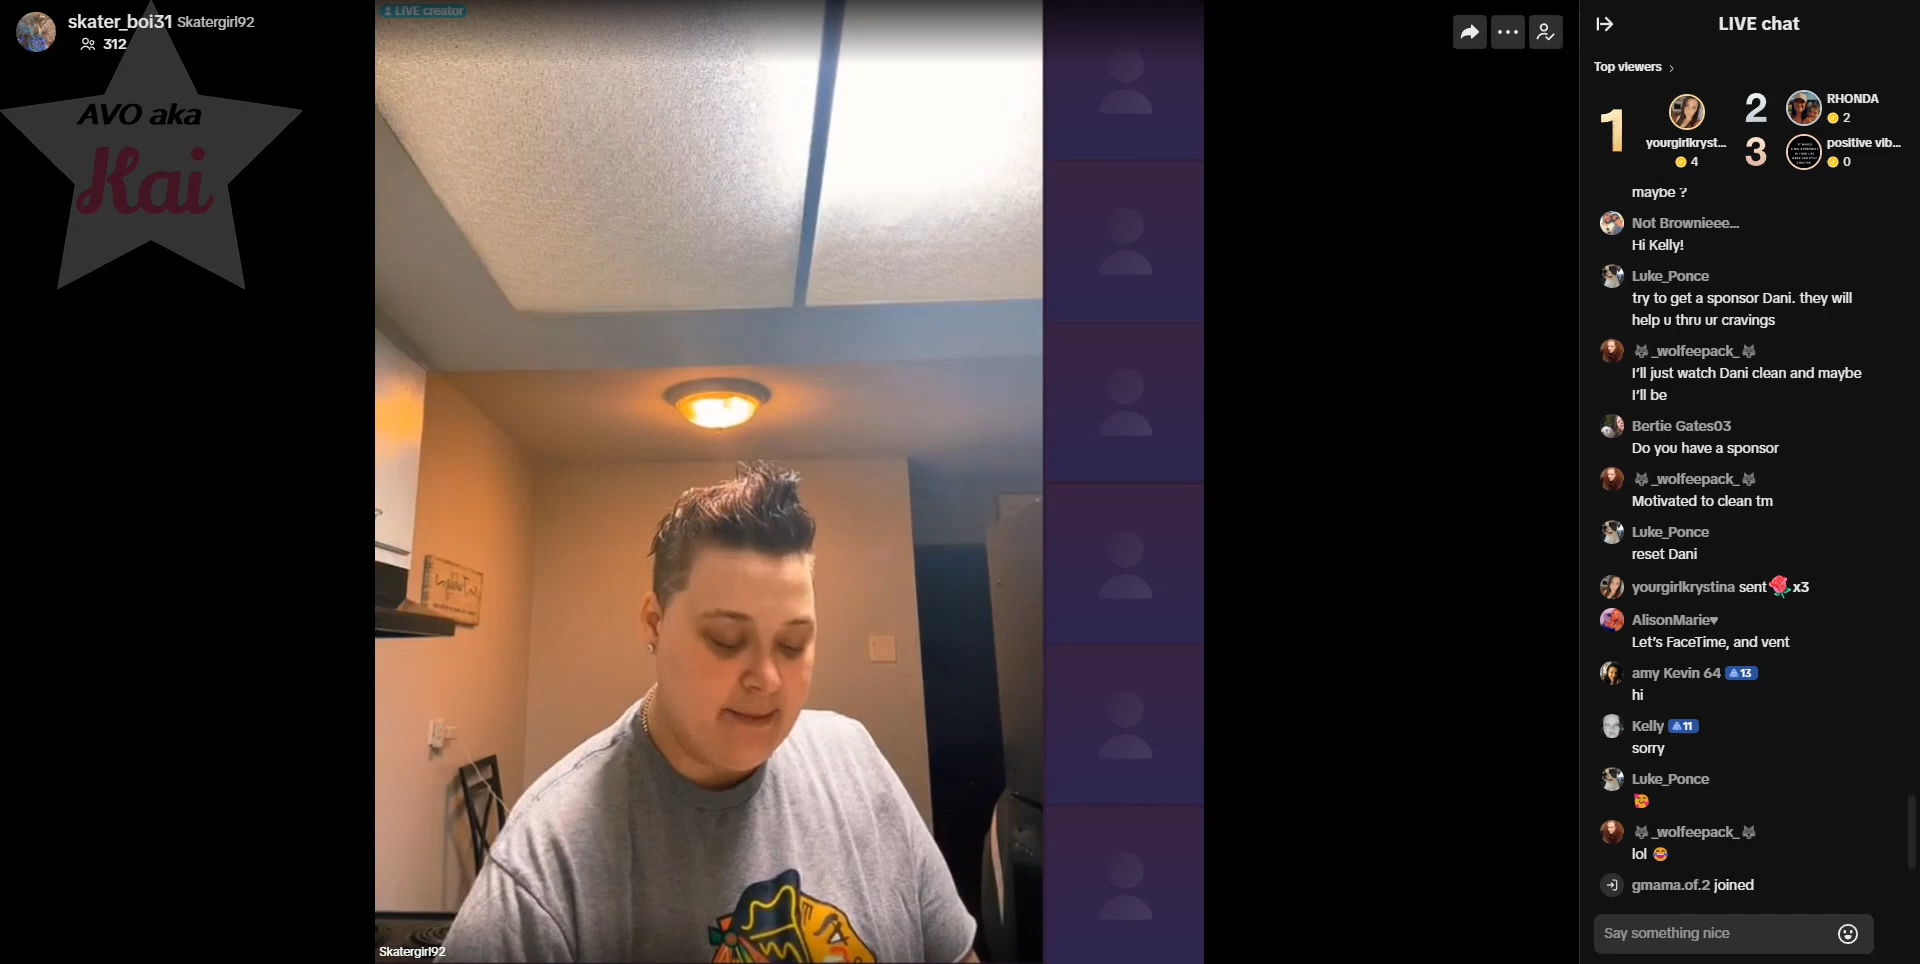 skater_boi31 Skatergirl92
312
AVO aka
Kai
LIVE creator
Skatergirl92
LIVE chat
Top viewers
1
yourgirlkryst...
4
2
RHONDA
2
3
positive vib...
0
maybe ?
Not Brownieee...
Hi Kelly!
Luke_Ponce
try to get a sponsor Dani. they will
help u thru ur cravings
🐺_wolfeepack_🐺
I'll just watch Dani clean and maybe
I'll be
Bertie Gates03
Do you have a sponsor
🐺_wolfeepack_🐺
Motivated to clean tm
Luke_Ponce
reset Dani
yourgirlkrystina sent🌹x3
AlisonMarie♥
Let's FaceTime, and vent
amy Kevin 64 13
hi
Kelly 11
sorry
Luke_Ponce
🥰
🐺_wolfeepack_🐺
lol 😂
gmama.of.2 joined
Say something nice